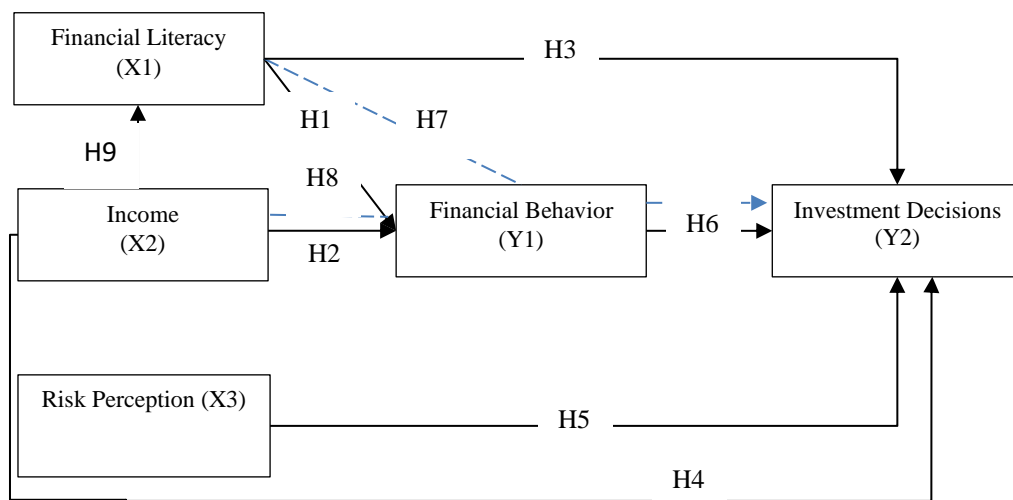 Financial Literacy
(X1)
H3
H1
H7
H9
H8
Income
(X2)
Financial Behavior
(Y1)
Investment Decisions
(Y2)
H6
H2
Risk Perception (X3)
H5
H4